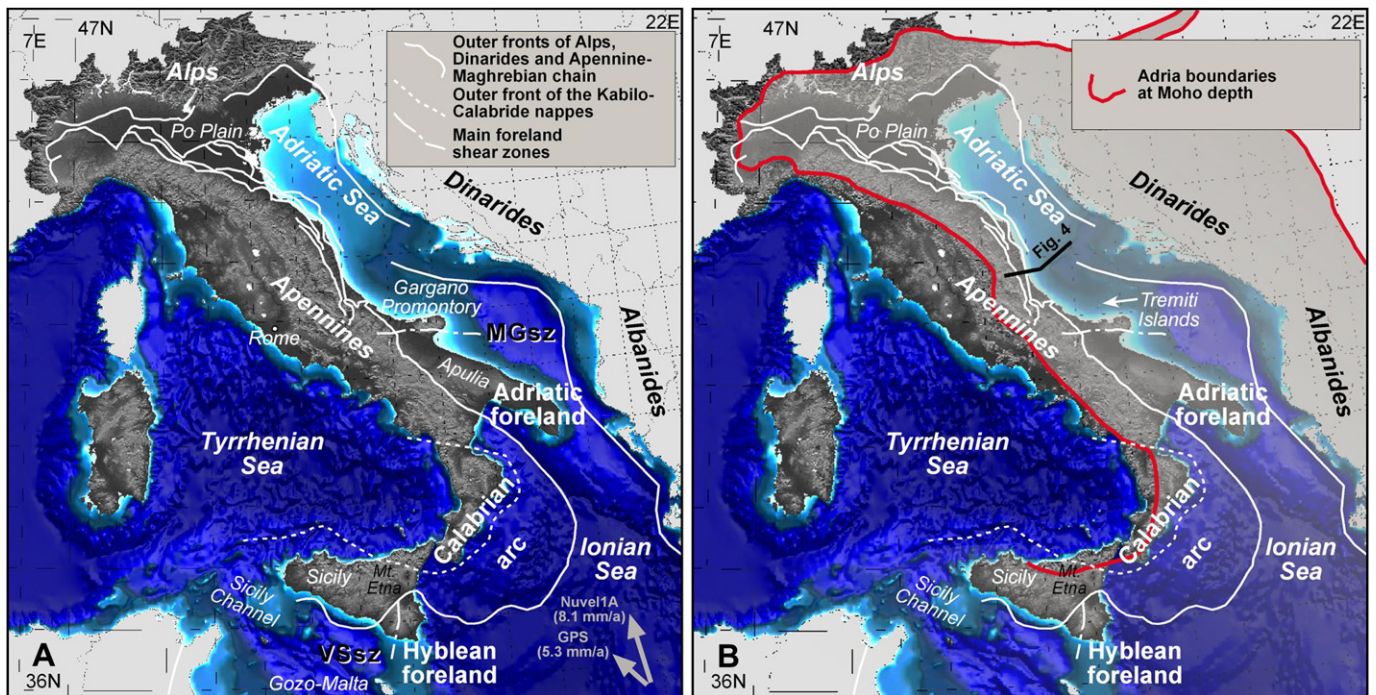 7E
47N
22E
Outer fronts of Alps,
Dinarides and Apennine-
Maghrebian chain
Outer front of the Kabilo-
Calabride nappes
Main foreland
shear zones
Alps
Po Plain
Adriatic Sea
Dinarides
Gargano
Promontory
MGsz
Apennines
Rome
Apulia
Albanides
Adriatic
foreland
Tyrrhenian
Sea
Calabrian
arc
Ionian
Sea
Sicily
Mt.
Etna
Sicily
Channel
Nuvel1A
(8.1 mm/a)
GPS
(5.3 mm/a)
VSsz
Hyblean
foreland
Gozo-Malta
A
36N
7E
47N
22E
Adria boundaries
at Moho depth
Alps
Po Plain
Adriatic Sea
Dinarides
Fig. 4
Apennines
Tremiti
Islands
Albanides
Adriatic
foreland
Tyrrhenian
Sea
Calabrian
arc
Ionian
Sea
Sicily
Mt.
Etna
Sicily
Channel
Hyblean
foreland
B
36N